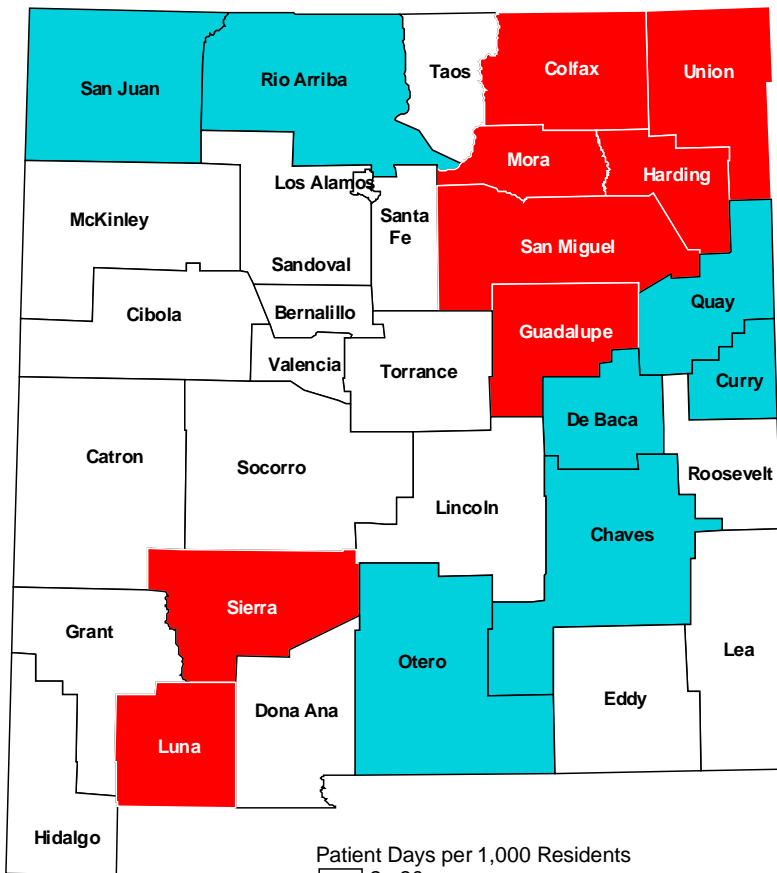 Taos
Colfax
Union
San Juan
Rio Arriba
Mora
Harding
Los Alamos
McKinley
Santa
Fe
San Miguel
Sandoval
Quay
Cibola
Bernalillo
Guadalupe
Valencia
Torrance
Curry
De Baca
Catron
Socorro
Roosevelt
Lincoln
Chaves
Sierra
Grant
Lea
Otero
Eddy
Dona Ana
Luna
Hidalgo
Patient Days per 1,000 Residents